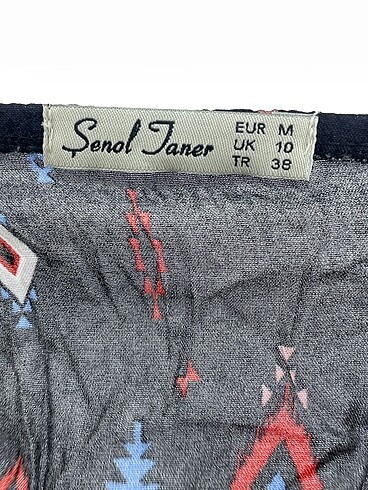 Şenol Taner
EUR M
UK 10
TR 38